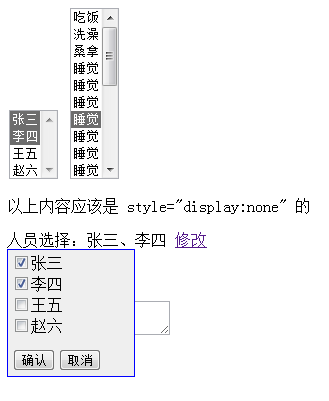 吃饭
洗澡
桑拿
睡觉
睡觉
睡觉
睡觉
睡觉
睡觉
睡觉
张三
李四
王五
赵六
以上内容应该是 style="display:none" 的
人员选择：张三、李四 修改
张三
李四
王五
赵六
确认 取消